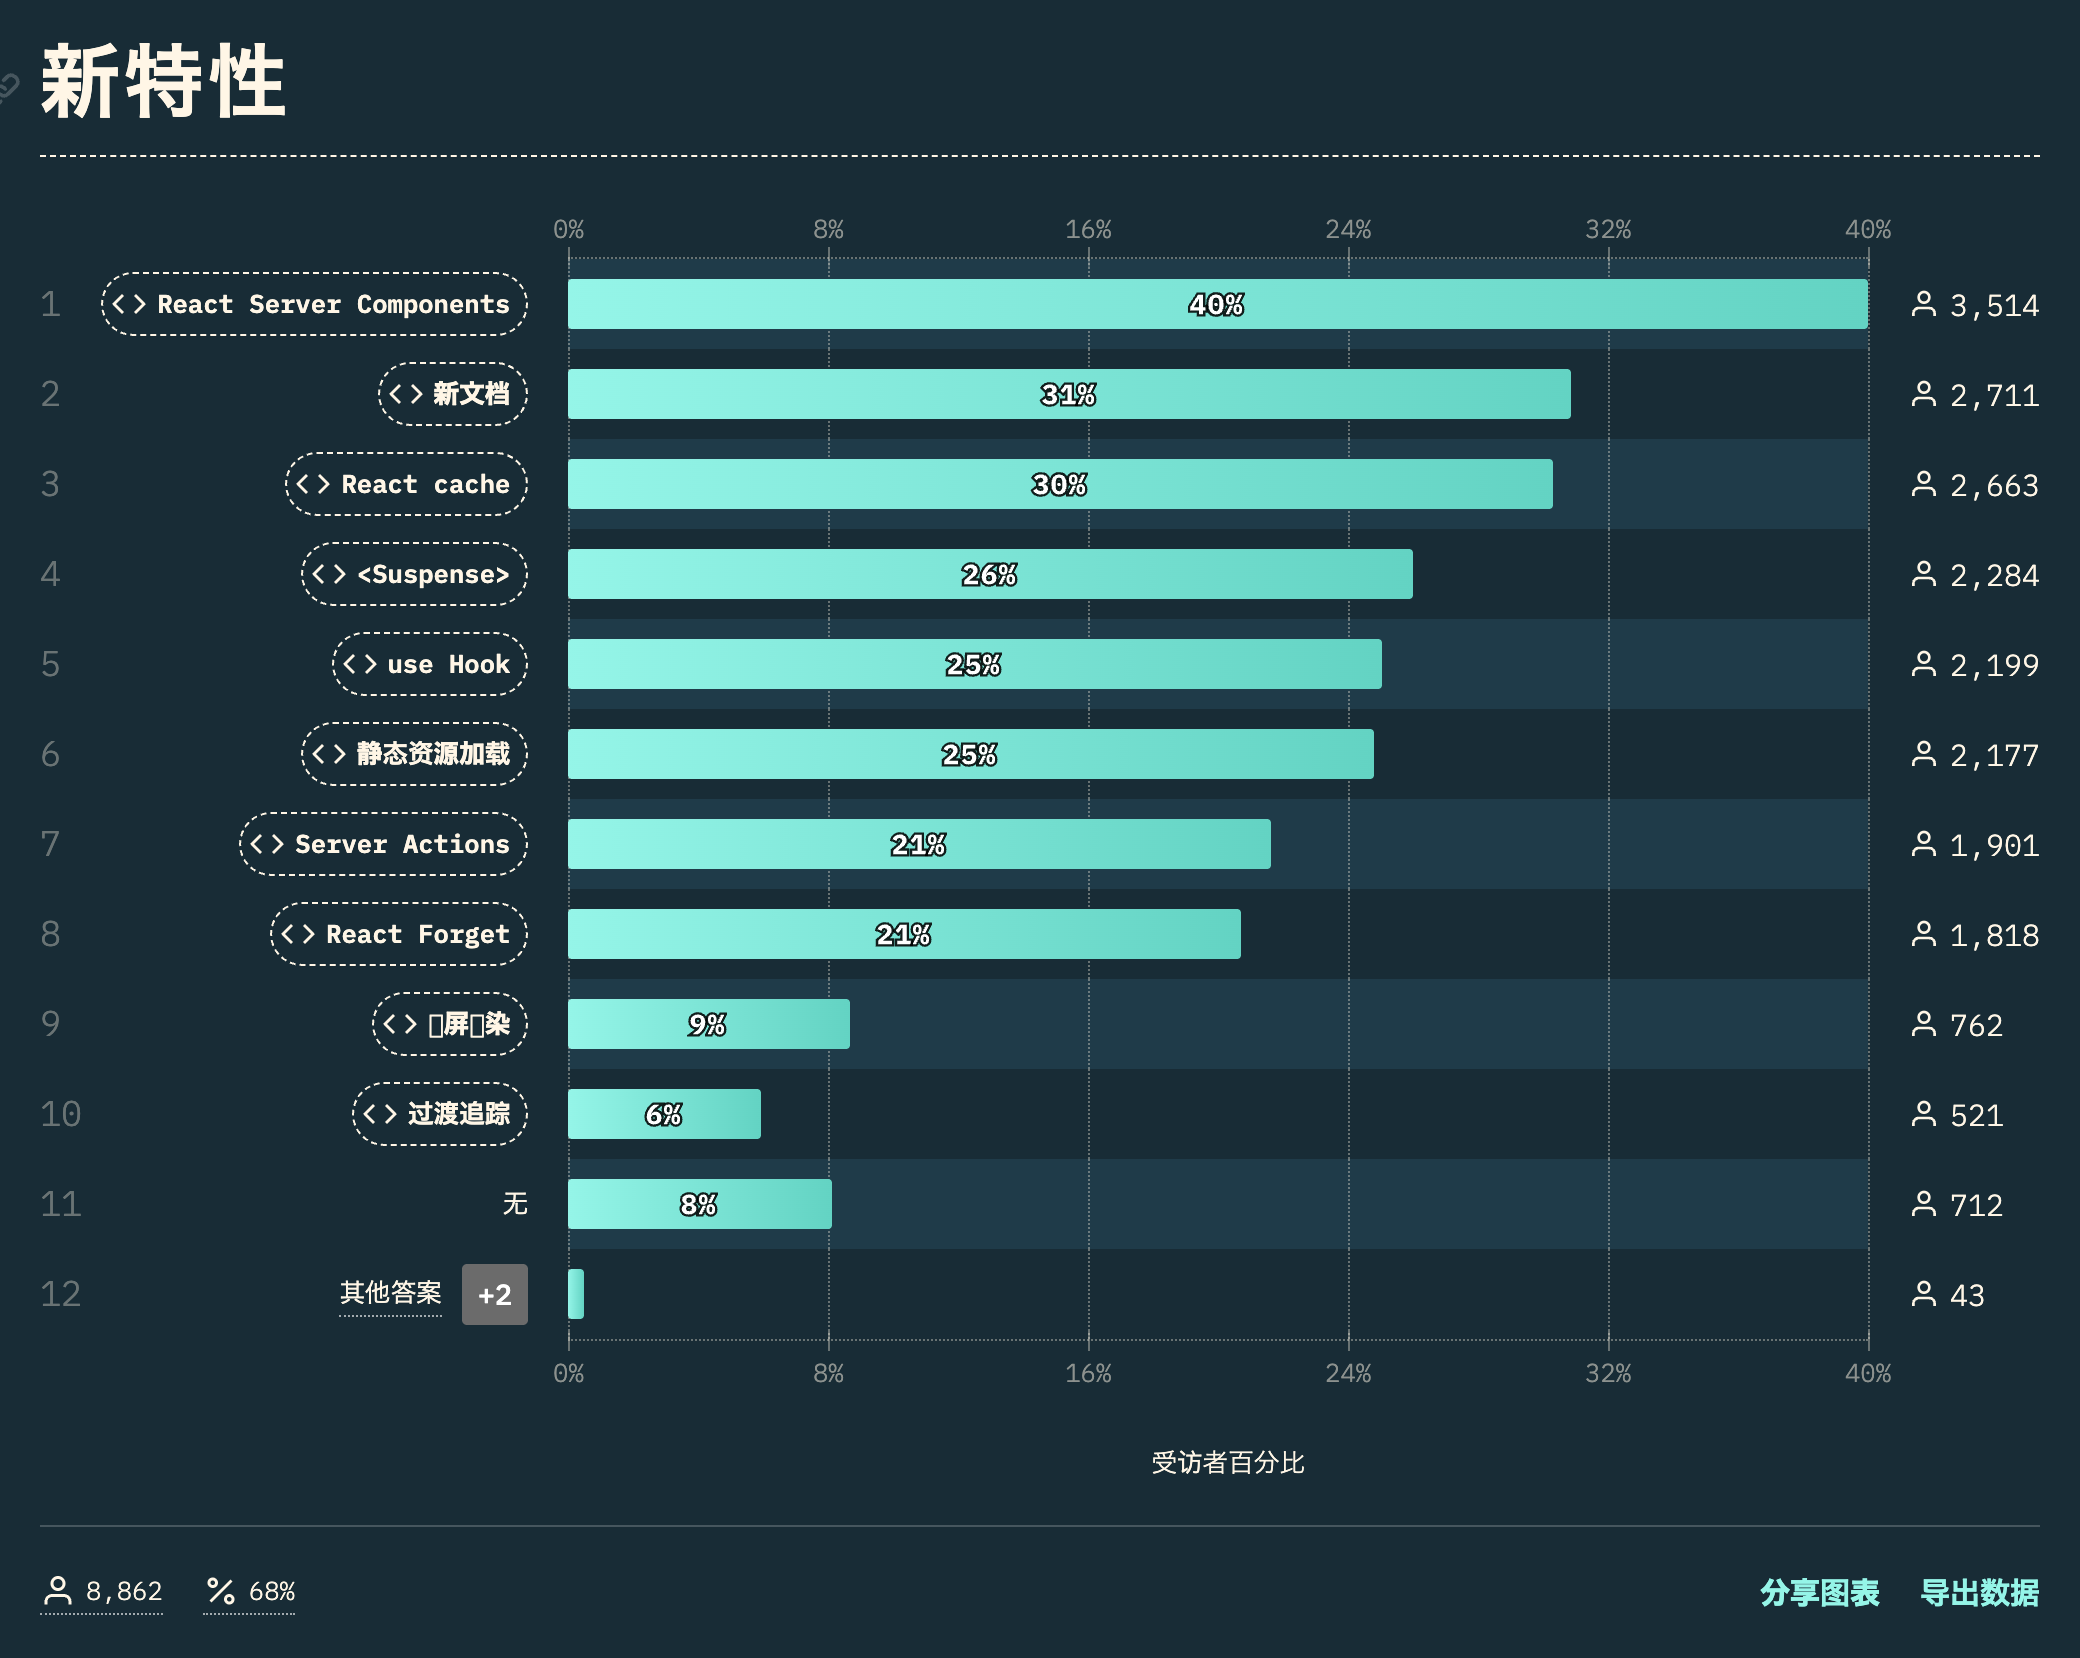 新特性
0% 8% 16% 24% 32% 40%
1 <> React Server Components 40% 3,514
2 <> 新文档 31% 2,711
3 <> React cache 30% 2,663
4 <> <Suspense> 26% 2,284
5 <> use Hook 25% 2,199
6 <> 静态资源加载 25% 2,177
7 <> Server Actions 21% 1,901
8 <> React Forget 21% 1,818
9 <> 屏染 9% 762
10 <> 过渡追踪 6% 521
11 无 8% 712
12 其他答案 +2 43
0% 8% 16% 24% 32% 40%
受访者百分比
8,862 68% 分享图表 导出数据